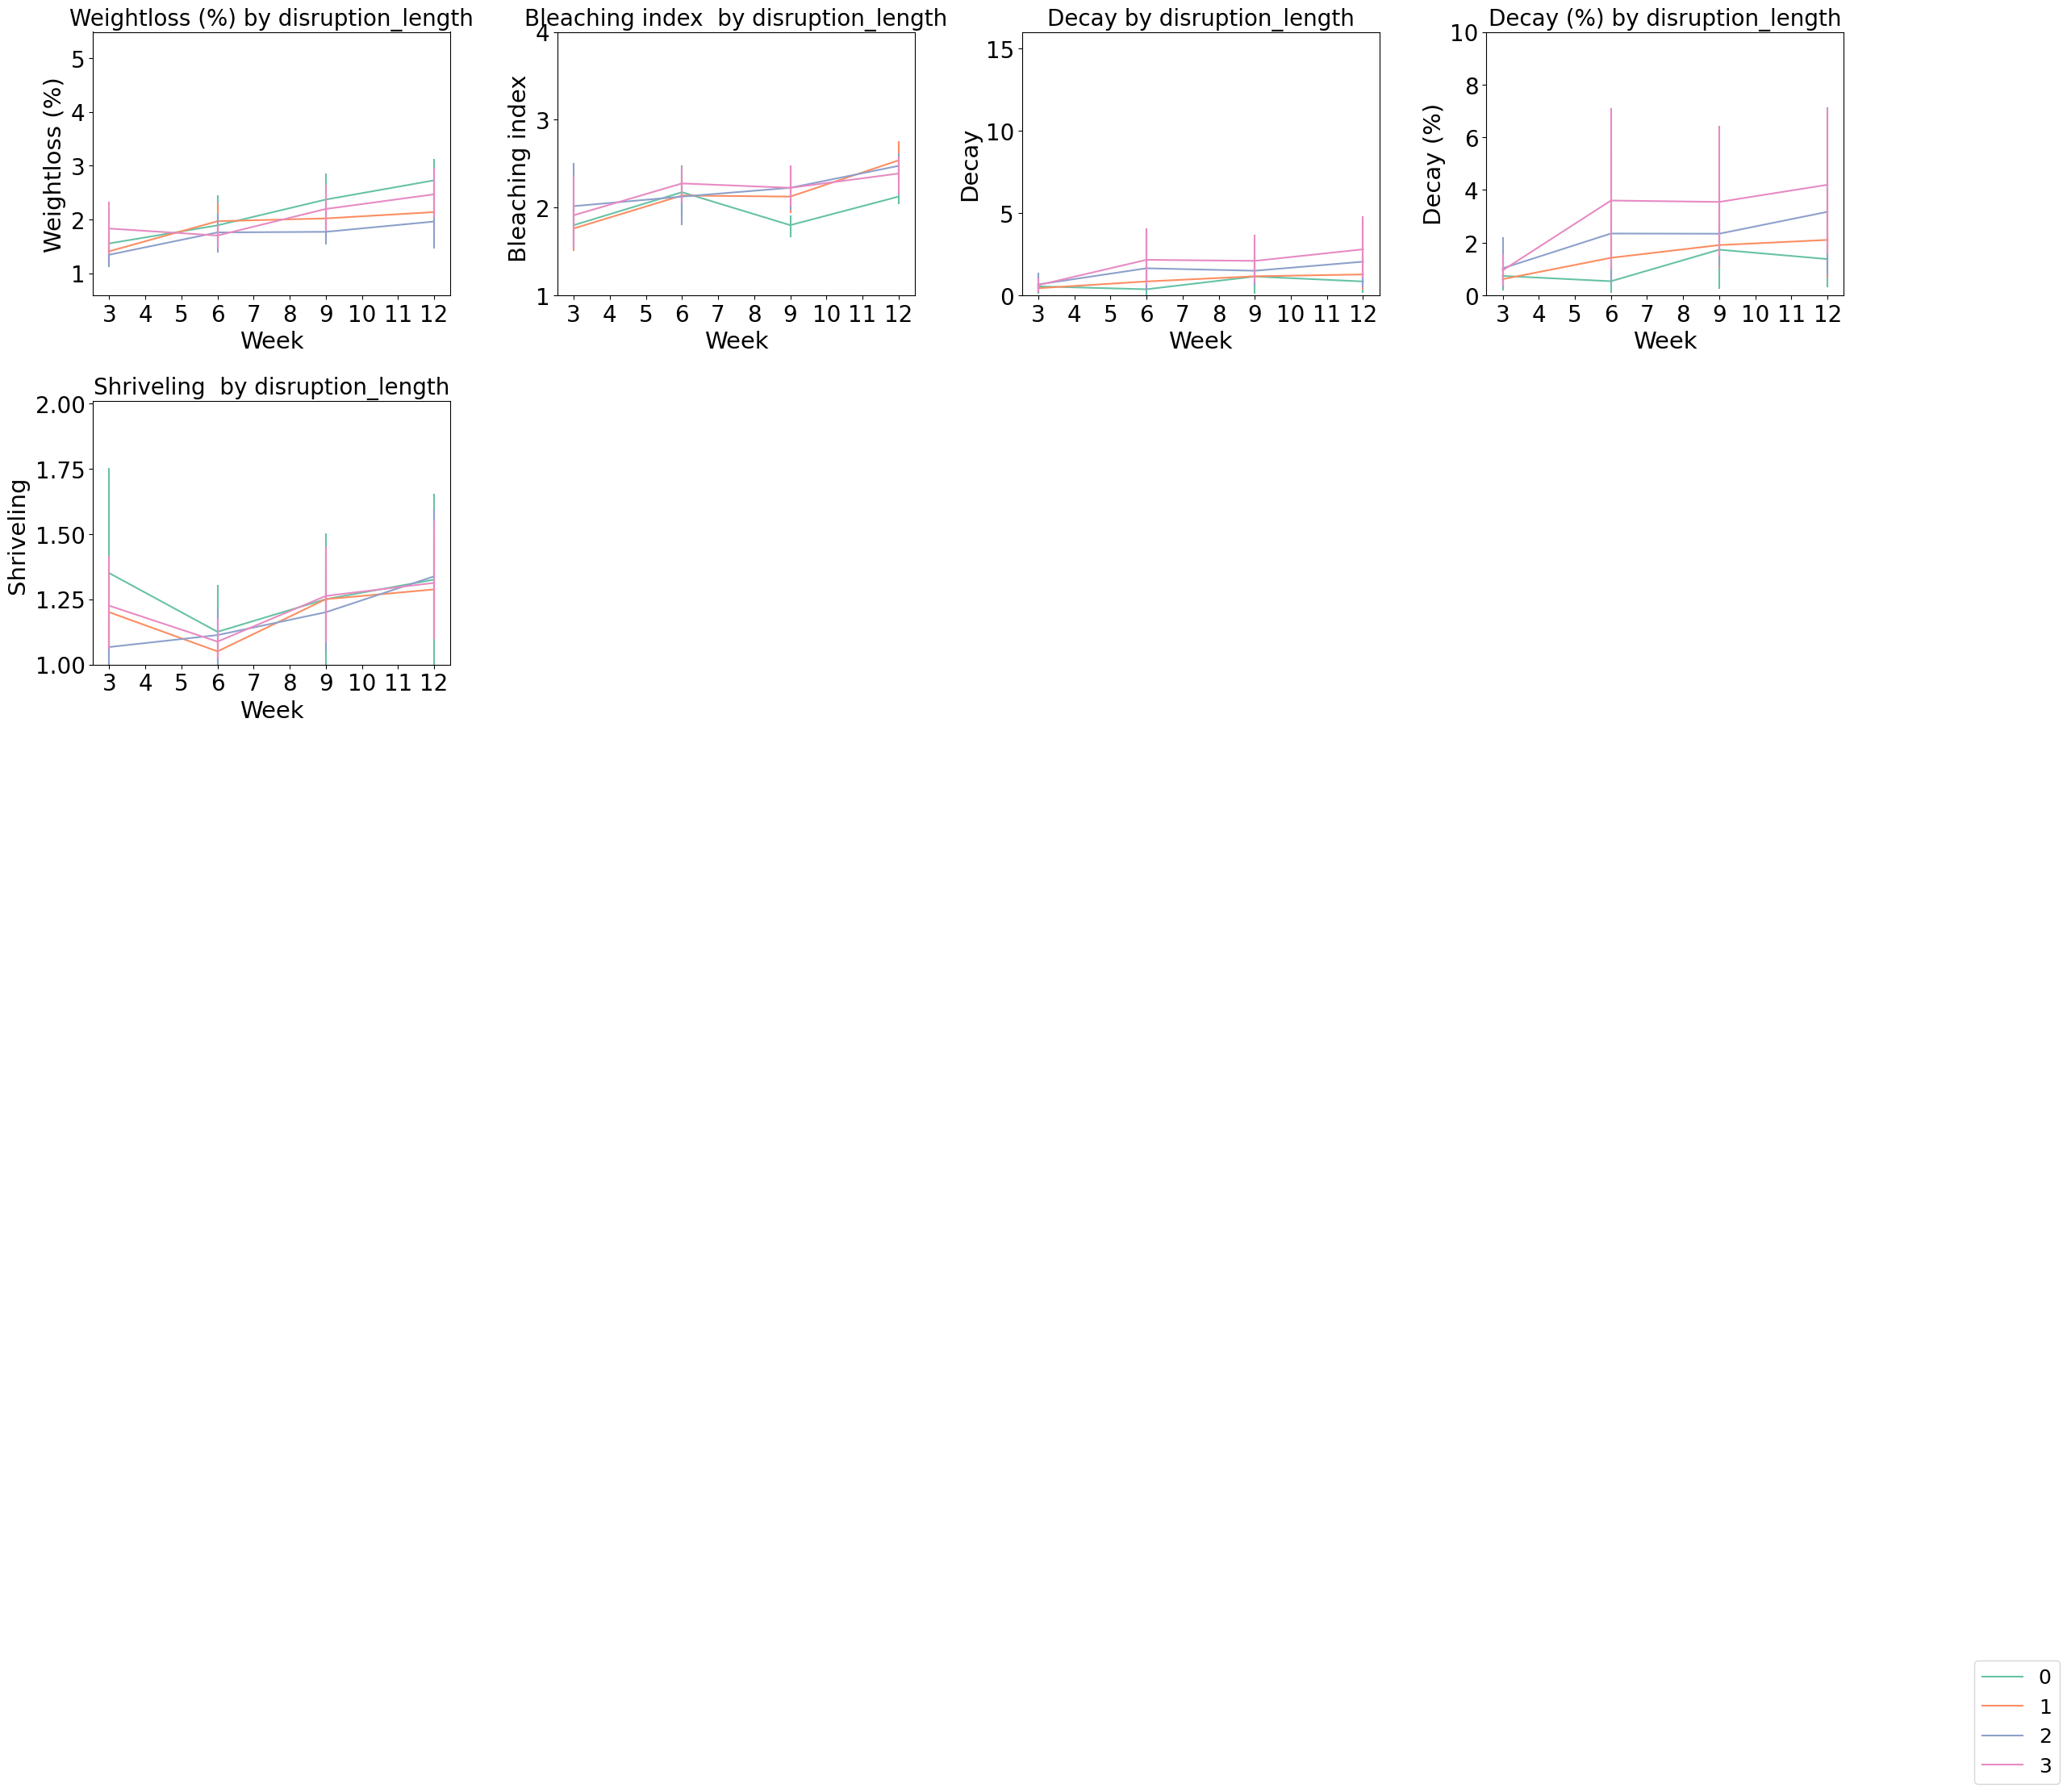 Weightloss (%) by disruption_length
Weightloss (%)
5
4
3
2
1
3 4 5 6 7 8 9 10 11 12
Week
Bleaching index  by disruption_length
Bleaching index
4
3
2
1
3 4 5 6 7 8 9 10 11 12
Week
Decay by disruption_length
Decay
15
10
5
0
3 4 5 6 7 8 9 10 11 12
Week
Decay (%) by disruption_length
Decay (%)
10
8
6
4
2
0
3 4 5 6 7 8 9 10 11 12
Week
Shriveling  by disruption_length
Shriveling
2.00
1.75
1.50
1.25
1.00
3 4 5 6 7 8 9 10 11 12
Week
0
1
2
3